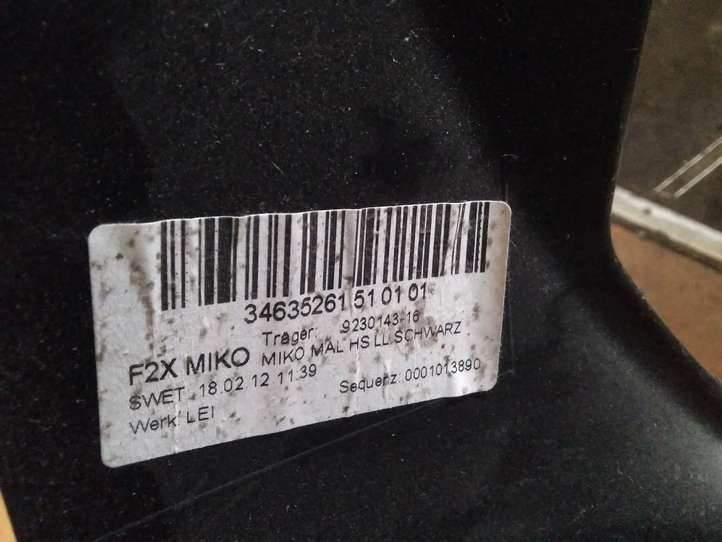 34635261 51 01 01
Träger: 9230143-16
F2X MIKO MIKO MAL HS LL SCHWARZ
SWET 18.02.12 11:39 Sequenz: 0001013890
Werk: LEI